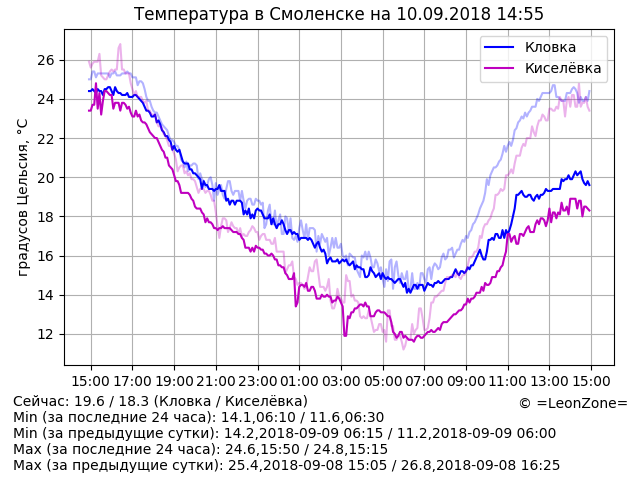 Температура в Смоленске на 10.09.2018 14:55
Кловка
Киселёвка
градусов Цельсия, °C
26
24
22
20
18
16
14
12
15:00 17:00 19:00 21:00 23:00 01:00 03:00 05:00 07:00 09:00 11:00 13:00 15:00
Сейчас: 19.6 / 18.3 (Кловка / Киселёвка)
© =LeonZone=
Min (за последние 24 часа): 14.1,06:10 / 11.6,06:30
Min (за предыдущие сутки): 14.2,2018-09-09 06:15 / 11.2,2018-09-09 06:00
Max (за последние 24 часа): 24.6,15:50 / 24.8,15:15
Max (за предыдущие сутки): 25.4,2018-09-08 15:05 / 26.8,2018-09-08 16:25